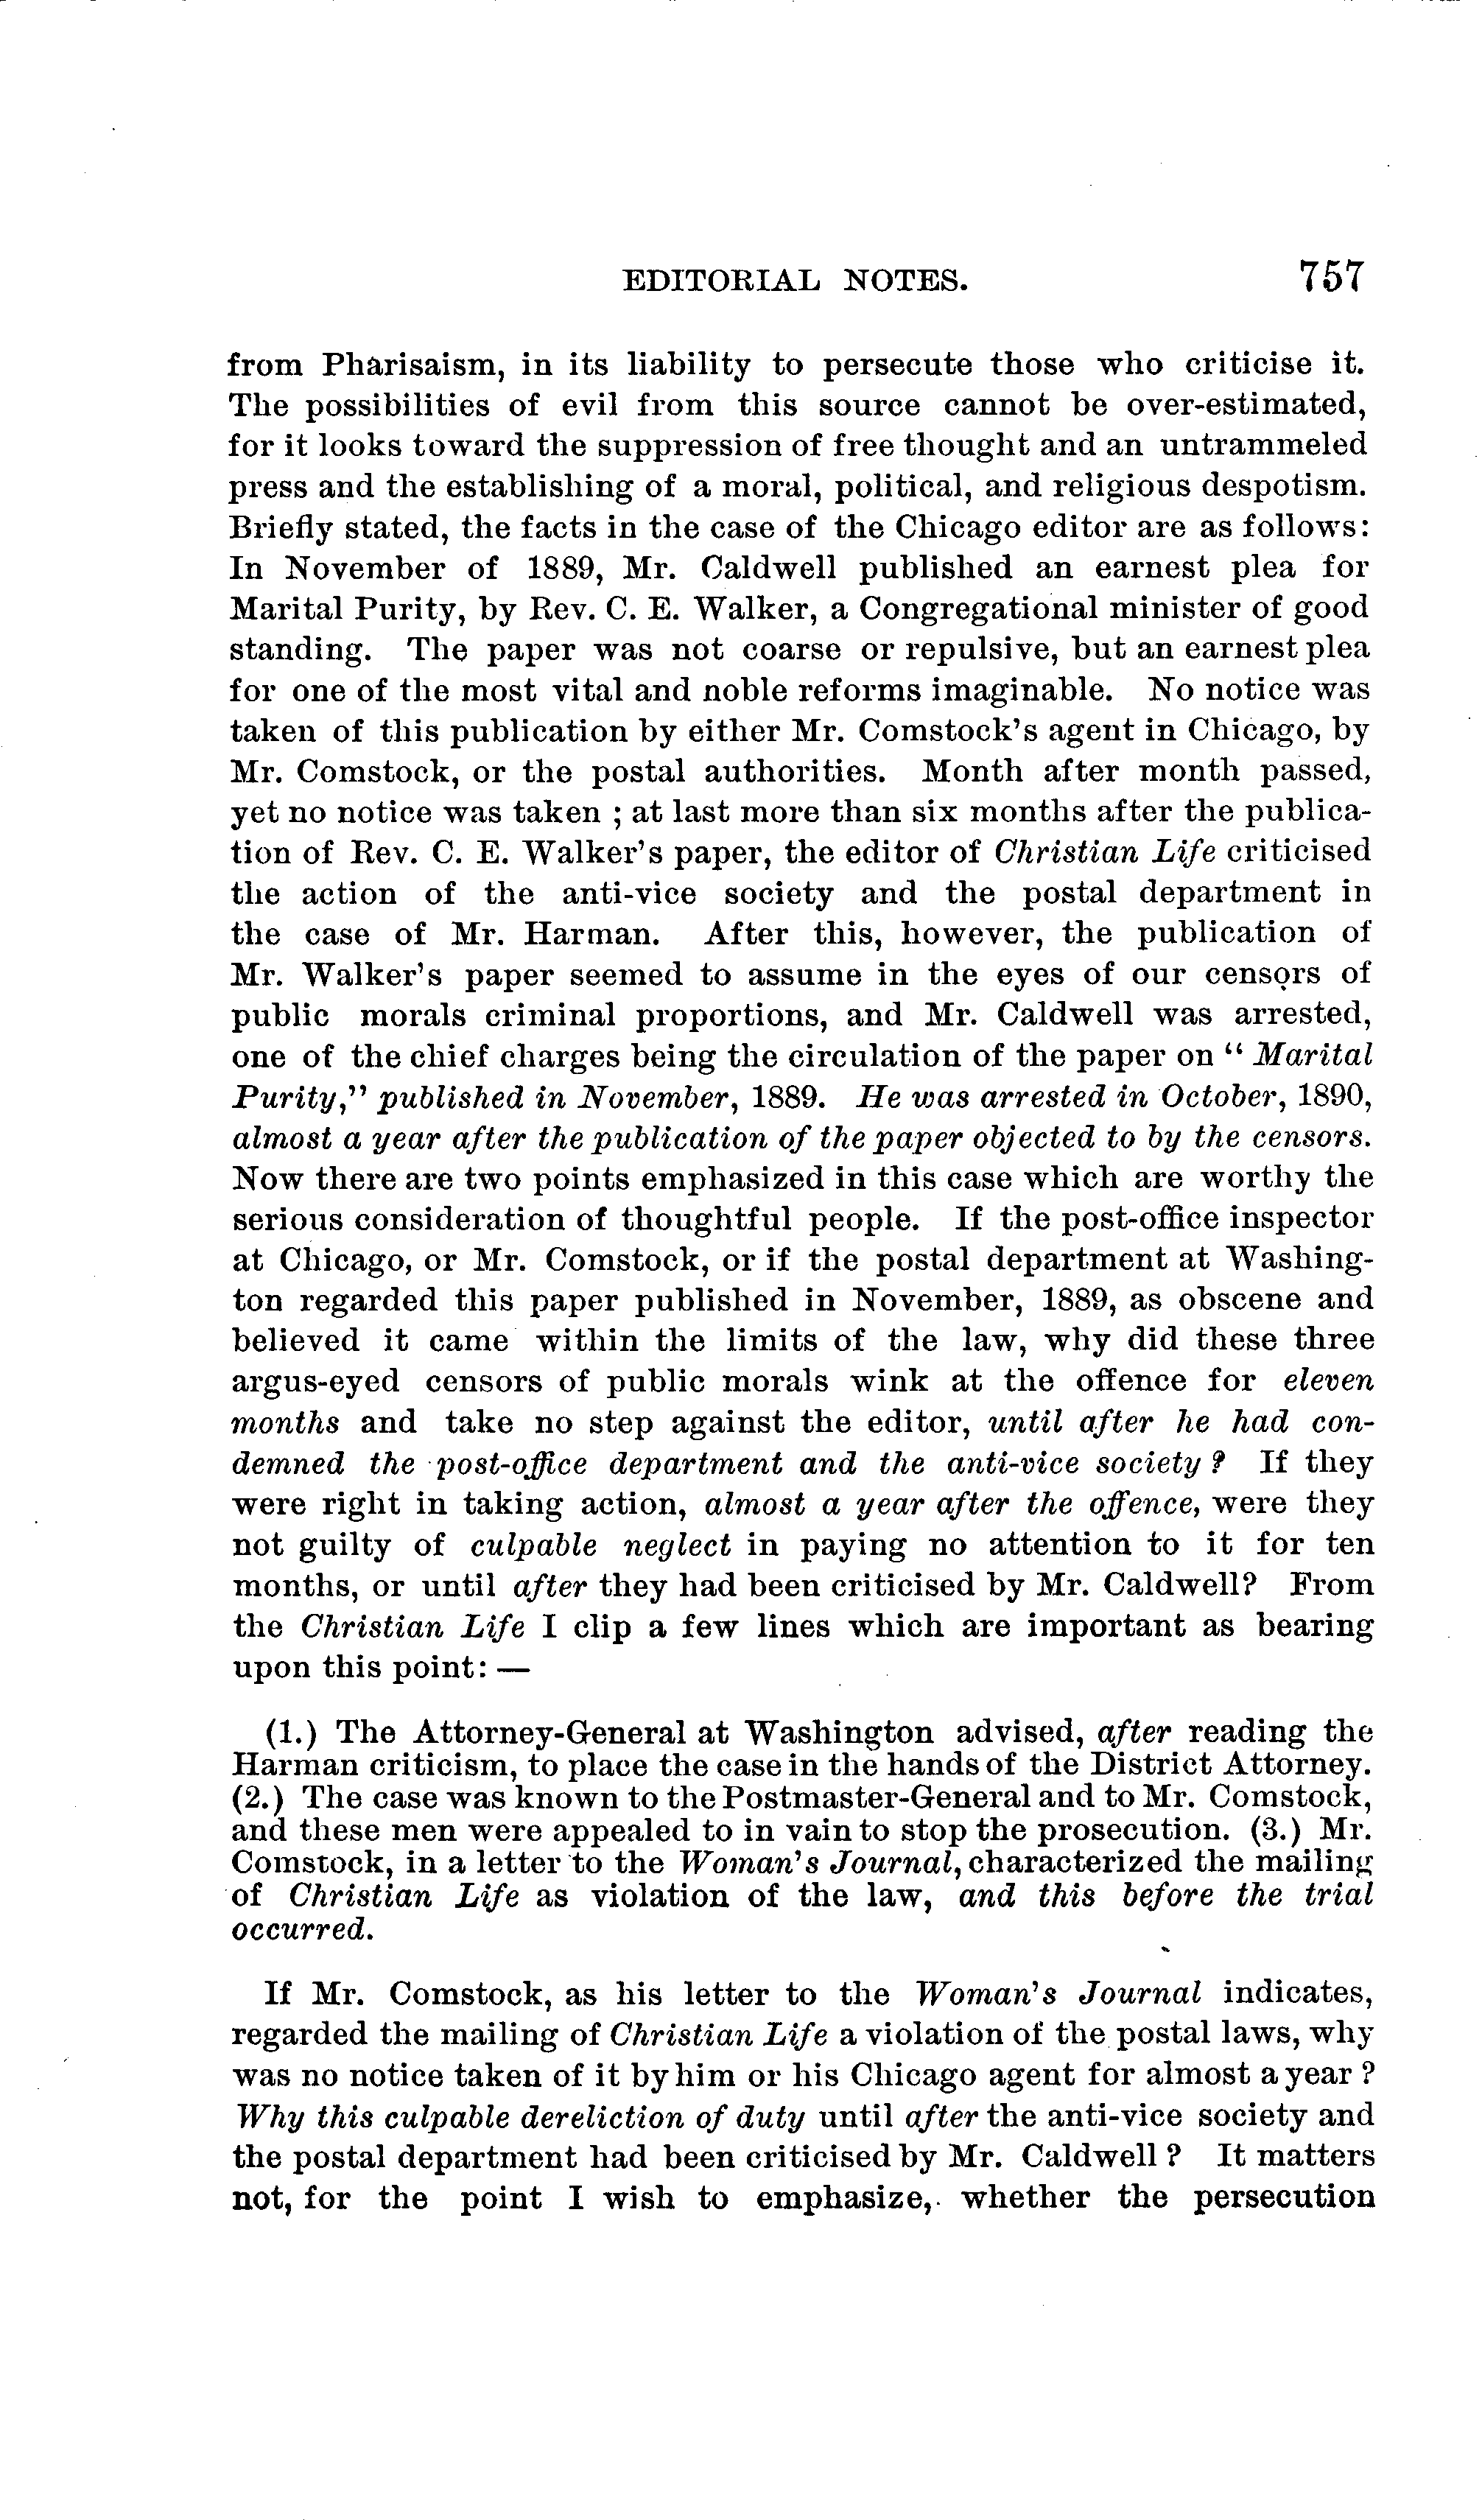 EDITORIAL NOTES. 757
from Pharisaism, in its liability to persecute those who criticise it.
The possibilities of evil from this source cannot be over-estimated,
for it looks toward the suppression of free thought and an untrammeled
press and the establishing of a moral, political, and religious despotism.
Briefly stated, the facts in the case of the Chicago editor are as follows:
In November of 1889, Mr. Caldwell published an earnest plea for
Marital Purity, by Rev. C. E. Walker, a Congregational minister of good
standing. The paper was not coarse or repulsive, but an earnest plea
for one of the most vital and noble reforms imaginable. No notice was
taken of this publication by either Mr. Comstock's agent in Chicago, by
Mr. Comstock, or the postal authorities. Month after month passed,
yet no notice was taken ; at last more than six months after the publica-
tion of Rev. C. E. Walker's paper, the editor of Christian Life criticised
the action of the anti-vice society and the postal department in
the case of Mr. Harman. After this, however, the publication of
Mr. Walker's paper seemed to assume in the eyes of our censors of
public morals criminal proportions, and Mr. Caldwell was arrested,
one of the chief charges being the circulation of the paper on " Marital
Purity," published in November, 1889. He was arrested in October, 1890,
almost a year after the publication of the paper objected to by the censors.
Now there are two points emphasized in this case which are worthy the
serious consideration of thoughtful people. If the post-office inspector
at Chicago, or Mr. Comstock, or if the postal department at Washing-
ton regarded this paper published in November, 1889, as obscene and
believed it came within the limits of the law, why did these three
argus-eyed censors of public morals wink at the offence for eleven
months and take no step against the editor, until after he had con-
demned the post-office department and the anti-vice society ? If they
were right in taking action, almost a year after the offence, were they
not guilty of culpable neglect in paying no attention to it for ten
months, or until after they had been criticised by Mr. Caldwell? From
the Christian Life I clip a few lines which are important as bearing
upon this point: —
(1.) The Attorney-General at Washington advised, after reading the
Harman criticism, to place the case in the hands of the District Attorney.
(2.) The case was known to the Postmaster-General and to Mr. Comstock,
and these men were appealed to in vain to stop the prosecution. (3.) Mr.
Comstock, in a letter to the Woman's Journal, characterized the mailing
of Christian Life as violation of the law, and this before the trial
occurred.
If Mr. Comstock, as his letter to the Woman's Journal indicates,
regarded the mailing of Christian Life a violation of the postal laws, why
was no notice taken of it by him or his Chicago agent for almost a year ?
Why this culpable dereliction of duty until after the anti-vice society and
the postal department had been criticised by Mr. Caldwell ? It matters
not, for the point I wish to emphasize, whether the persecution